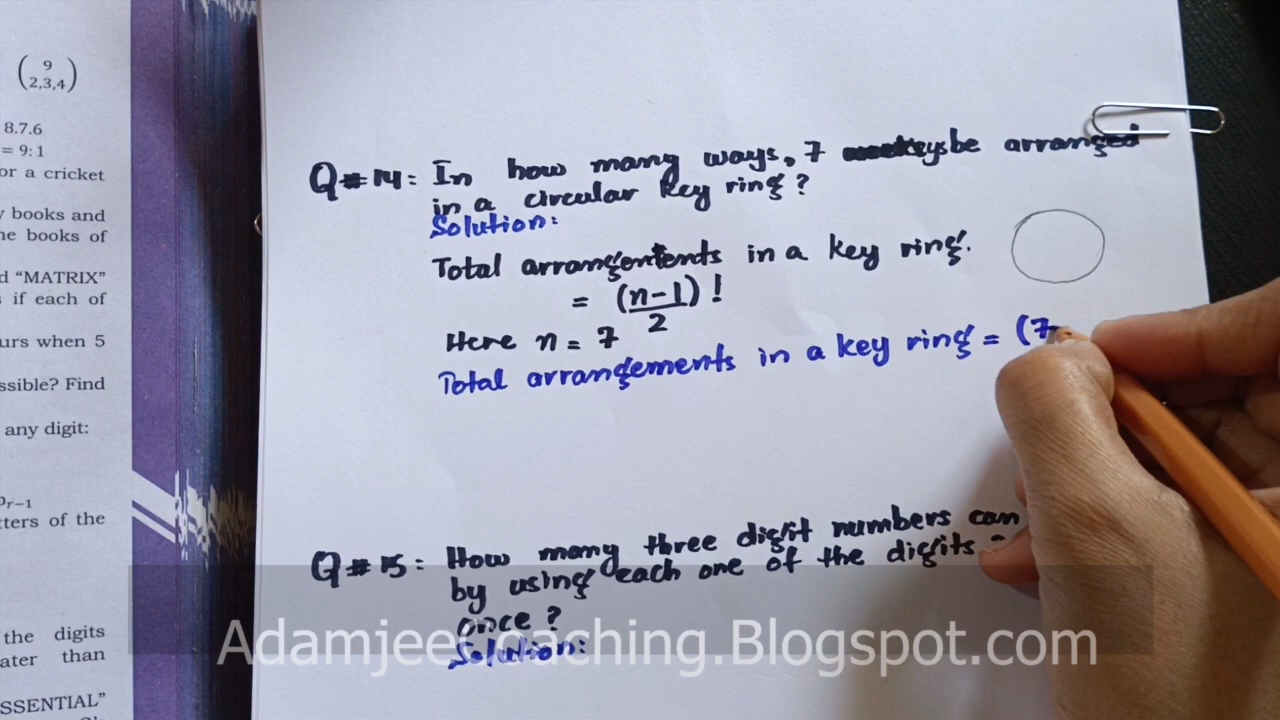 9
2,3,4
8.7.6
= 9:1
or a cricket
y books and
he books of
d "MATRIX"
s if each of
urs when 5
ssible? Find
any digit:
r−1
tters of the
the digits
ater than
SSENTIAL"
Q # 14: In how many ways, 7 keys be arranged
in a circular key ring?
Solution:
Total arrangements in a key ring.
= (n-1)!
2
Here n = 7
Total arrangements in a key ring = (7
Q # 15: How many three digit numbers can
by using each one of the digits
once?
Solution:
Adamjee Coaching.Blogspot.com